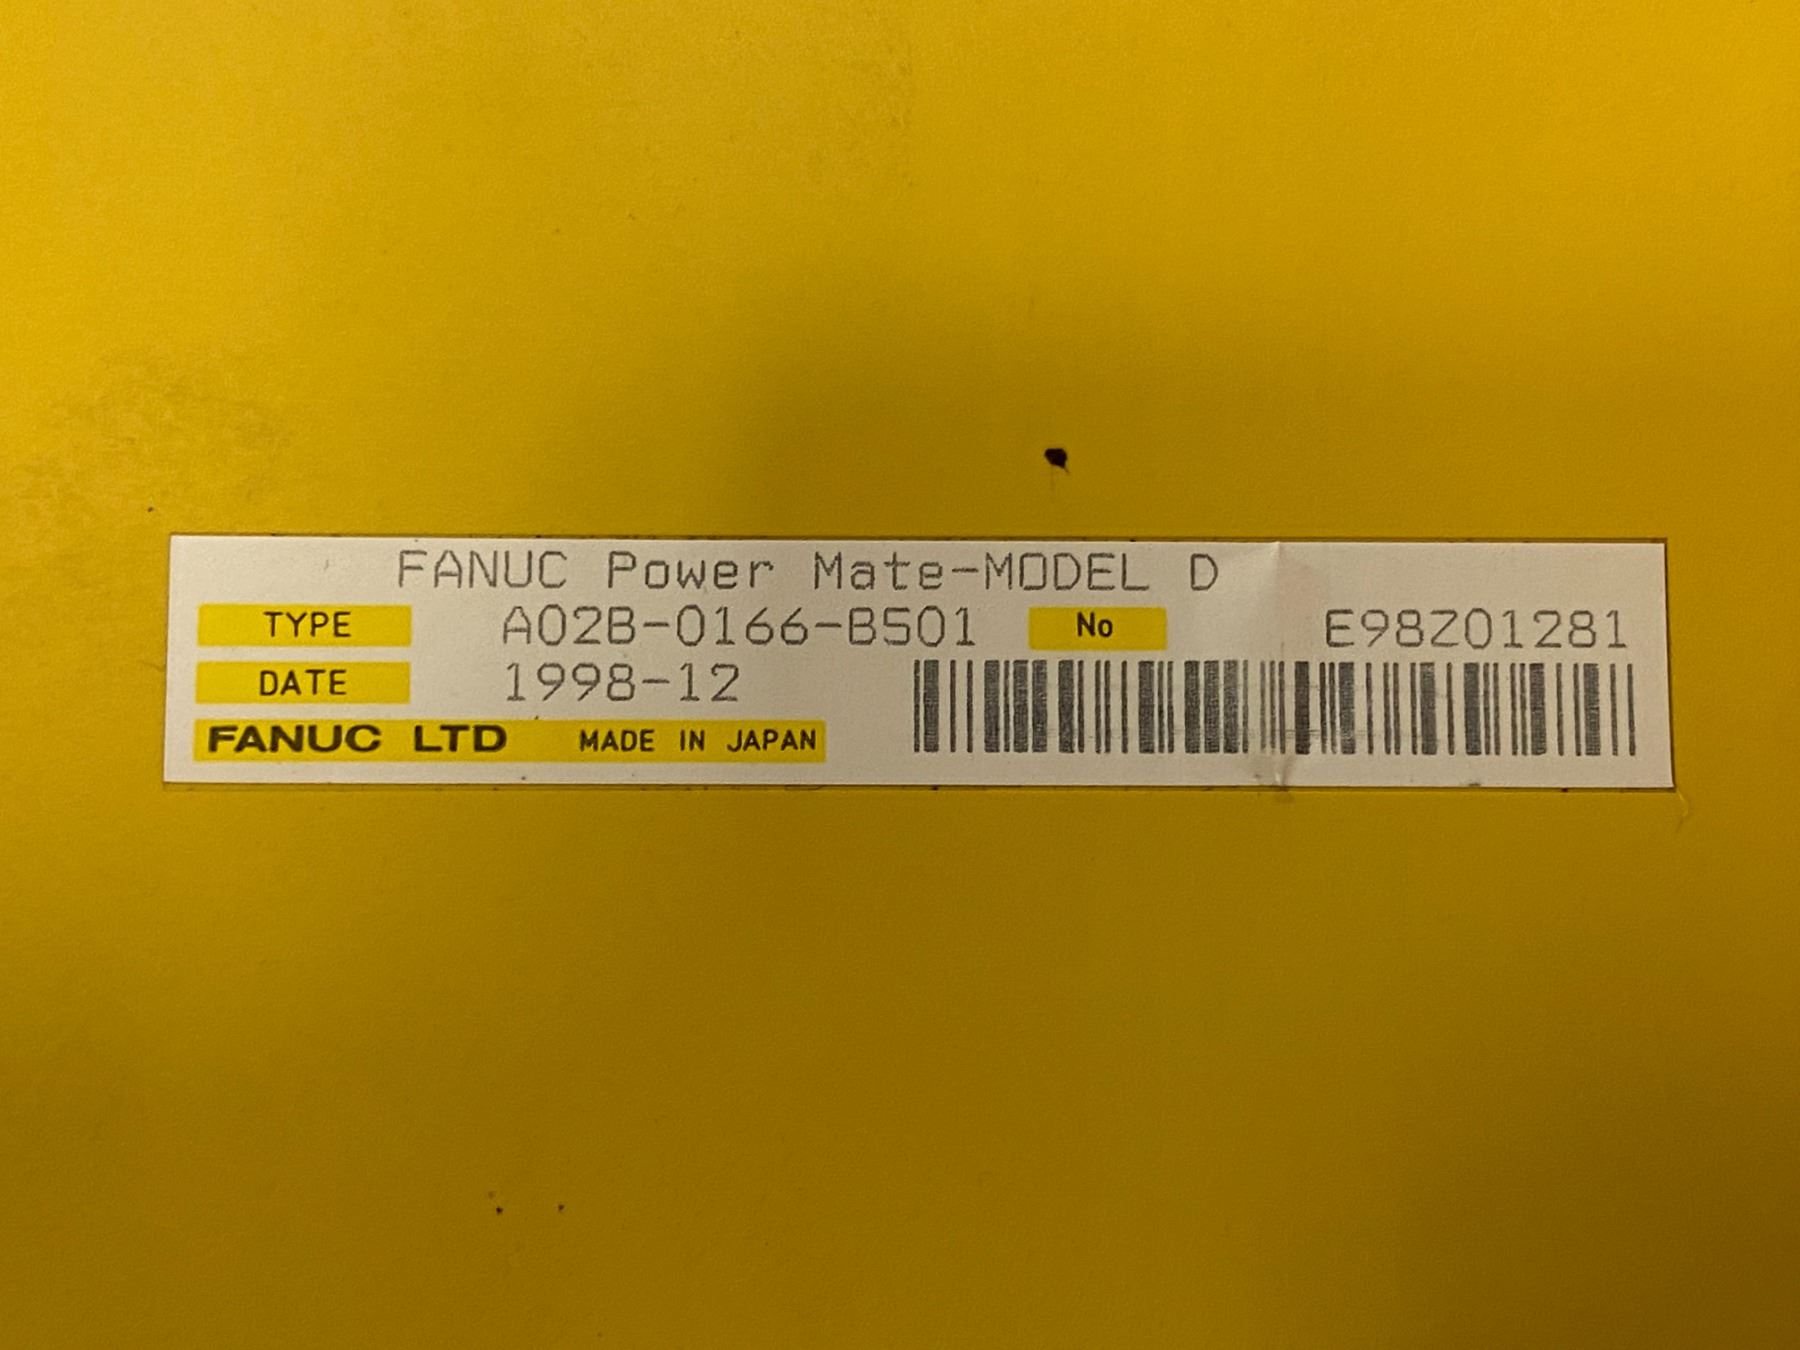 FANUC Power Mate-MODEL D
TYPE A02B-0166-B501 No E98Z01281
DATE 1998-12
FANUC LTD MADE IN JAPAN